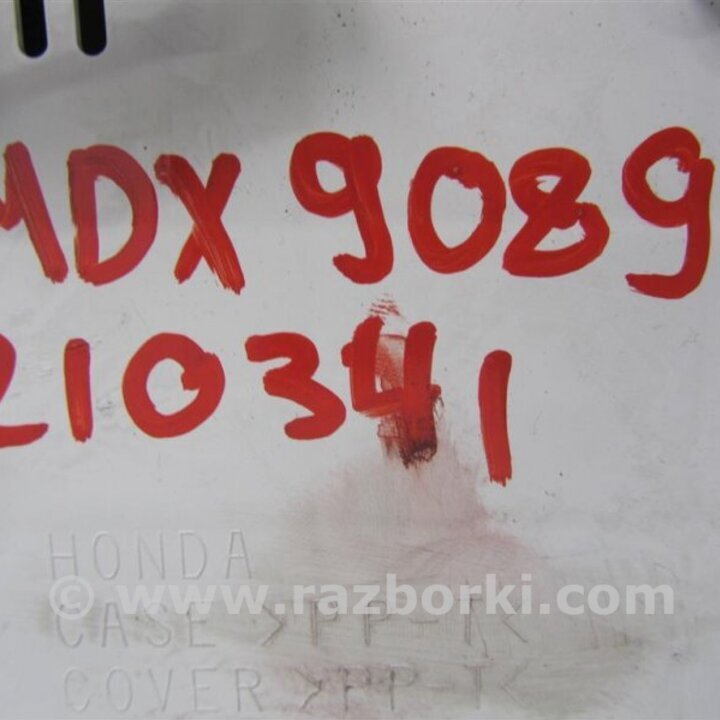 MDX 9089
210341
HONDA
© www.razborki.com
CASE >PP-T<
COVER >PP-T<